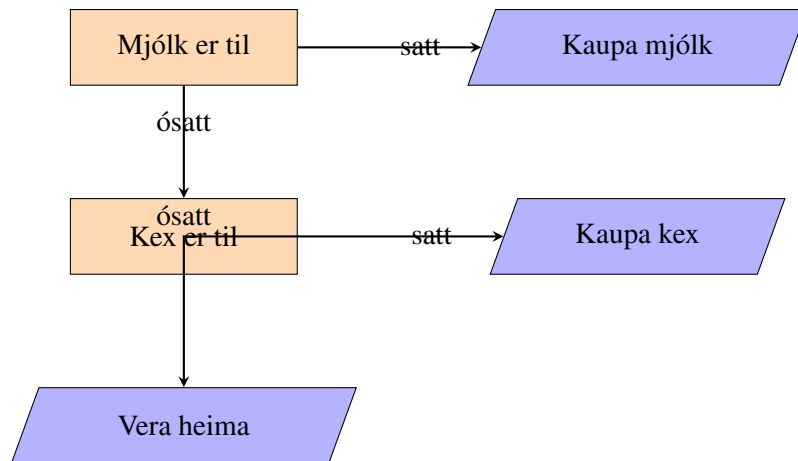 Mjólk er til
satt
Kaupa mjólk
ósatt
ósatt
Kex er til
satt
Kaupa kex
Vera heima